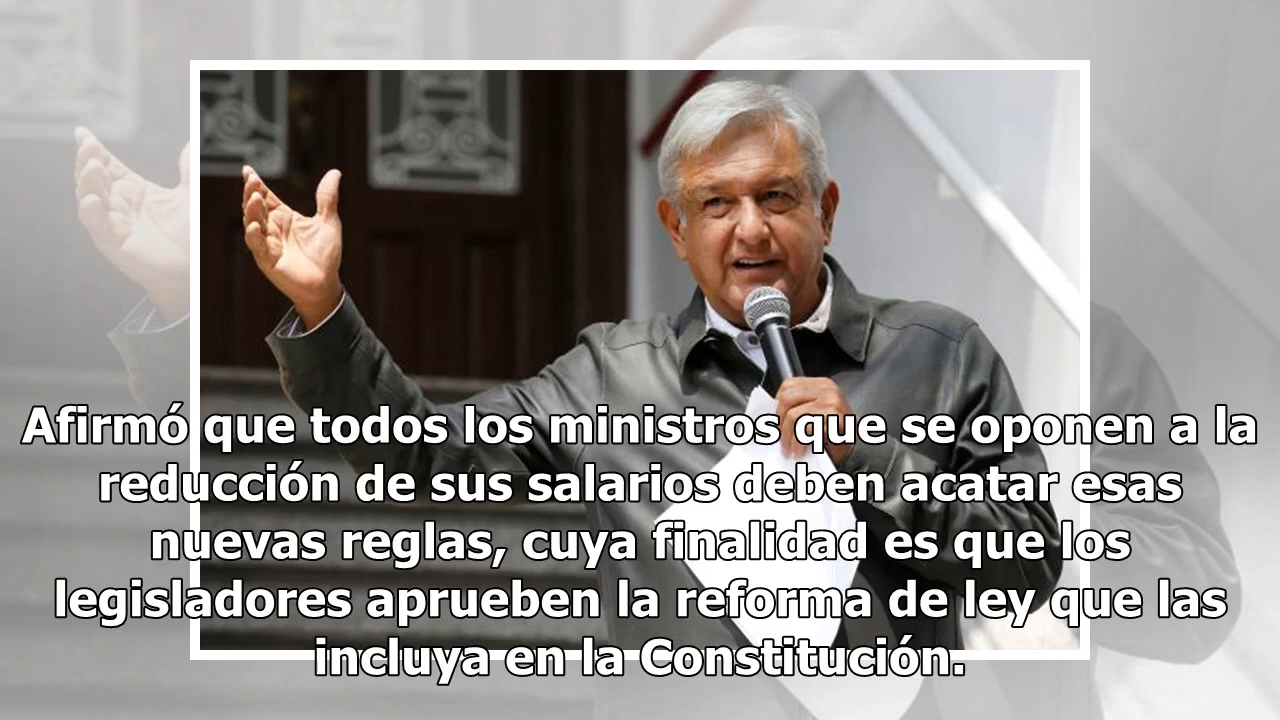 Afirmó que todos los ministros que se oponen a la
reducción de sus salarios deben acatar esas
nuevas reglas, cuya finalidad es que los
legisladores aprueben la reforma de ley que las
incluya en la Constitución.